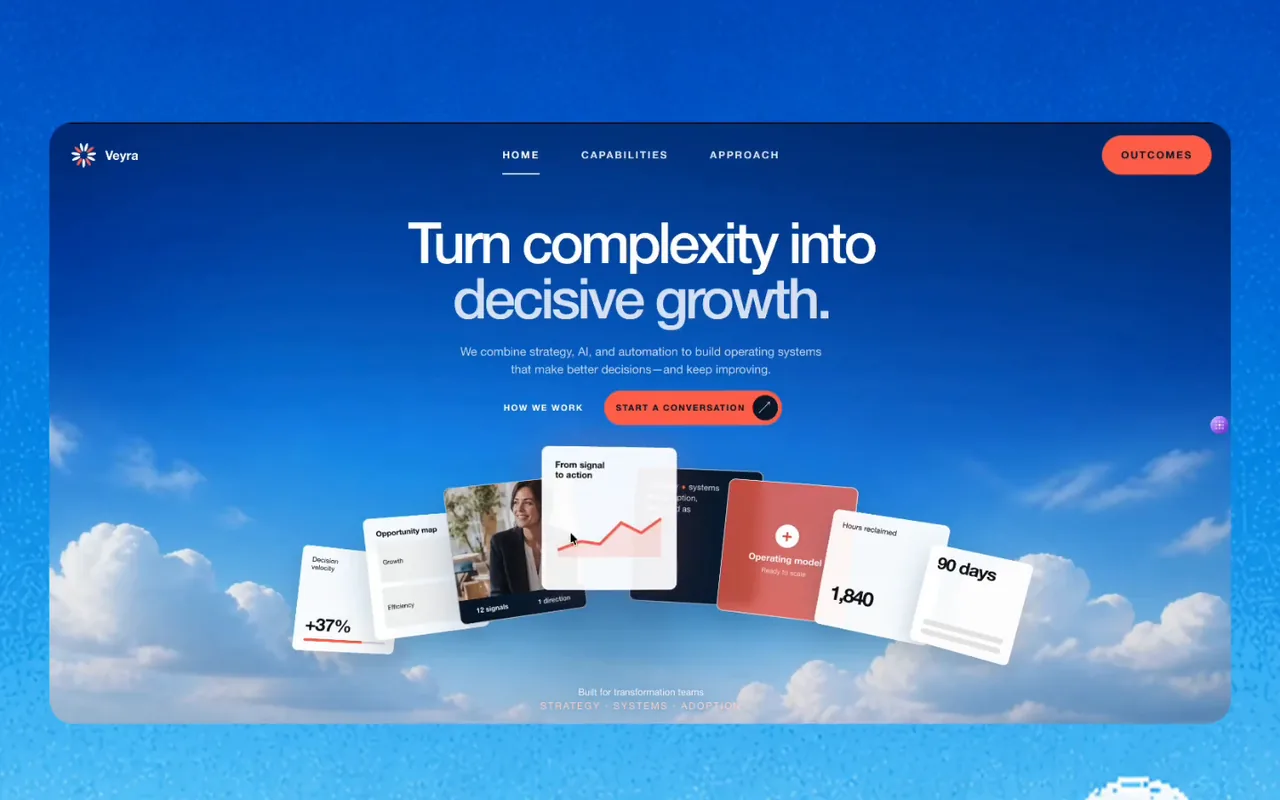 Veyra
HOME
CAPABILITIES
APPROACH
OUTCOMES
Turn complexity into
decisive growth.
We combine strategy, AI, and automation to build operating systems
that make better decisions—and keep improving.
HOW WE WORK
START A CONVERSATION
Decision
velocity
+37%
Opportunity map
Growth
Efficiency
12 signals
1 direction
From signal
to action
systems
as
Operating model
Ready to scale
Hours reclaimed
1,840
90 days
Built for transformation teams
STRATEGY · SYSTEMS · ADOPTION